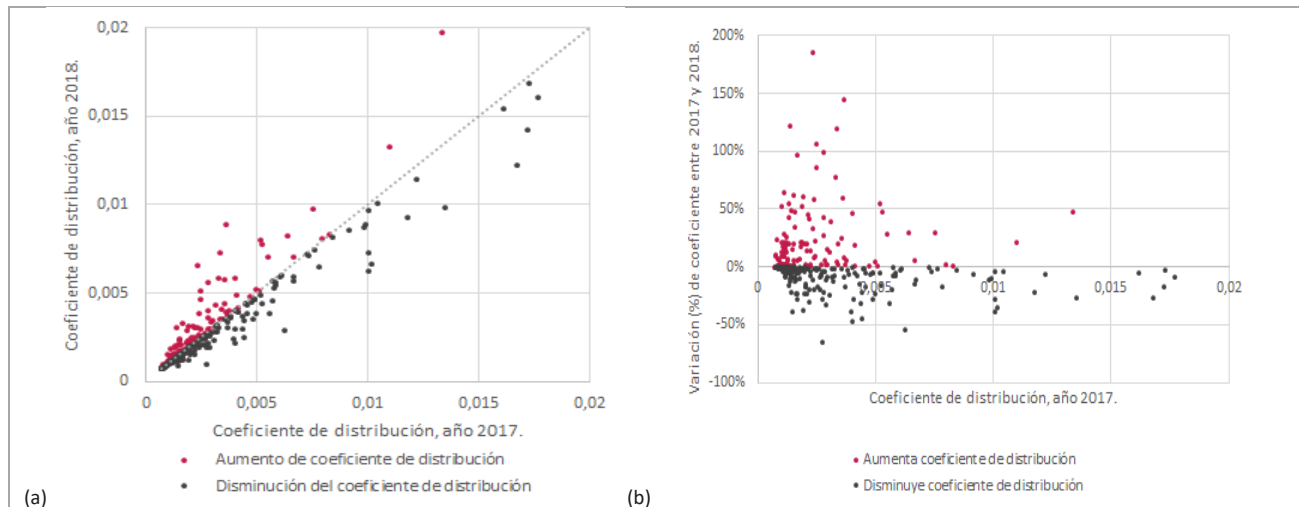 0,02
0,015
0,01
0,005
0
Coeficiente de distribución, año 2018.
0 0,005 0,01 0,015 0,02
Coeficiente de distribución, año 2017.
Aumento de coeficiente de distribución
Disminución del coeficiente de distribución
(a)
200%
150%
100%
50%
0%
-50%
-100%
Variación (%) de coeficiente entre 2017 y 2018.
0 0,005 0,01 0,015 0,02
Coeficiente de distribución, año 2017.
Aumenta coeficiente de distribución
Disminuye coeficiente de distribución
(b)